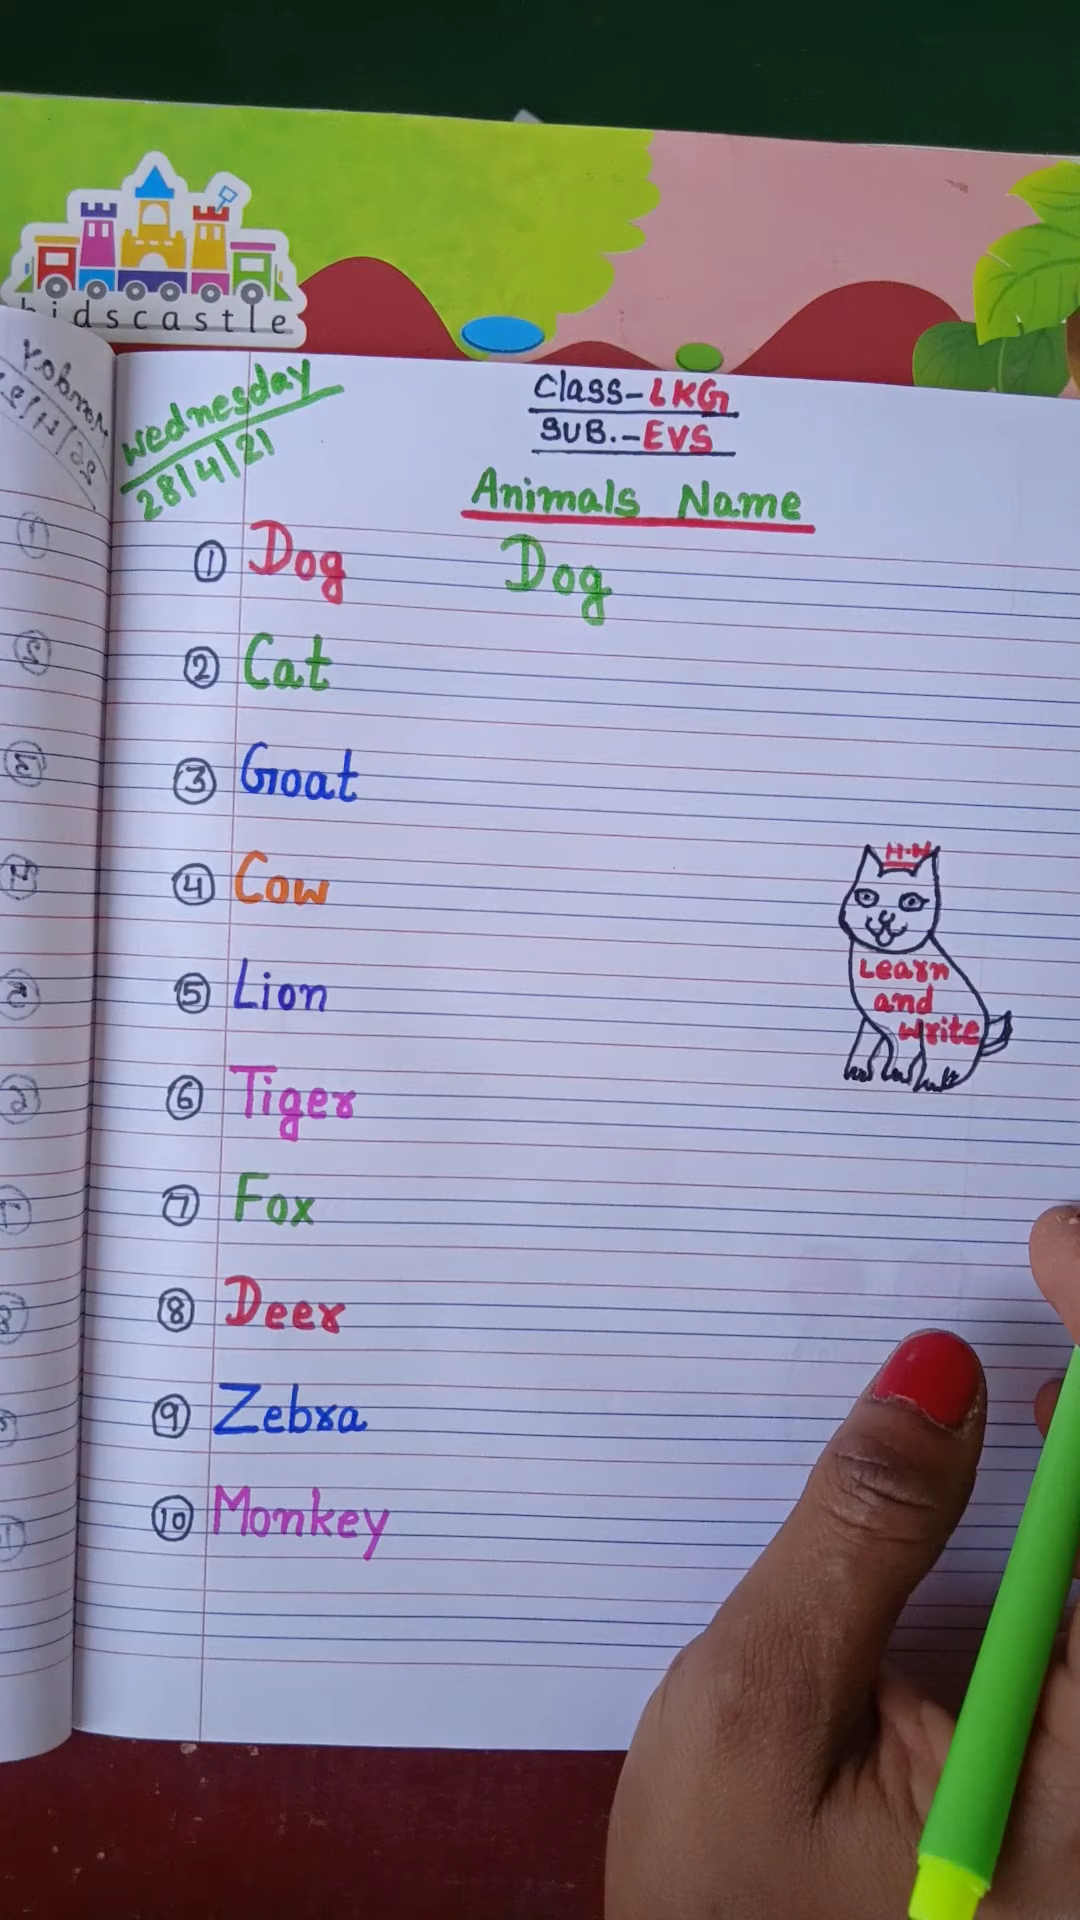 kidscastle
Wednesday
28/4/21
Class-LKG
SUB.-EVS
Animals Name
① Dog Dog
② Cat
③ Goat
④ Cow
⑤ Lion
⑥ Tiger
⑦ Fox
⑧ Deer
⑨ Zebra
⑩ Monkey
H.W
Learn
and
write